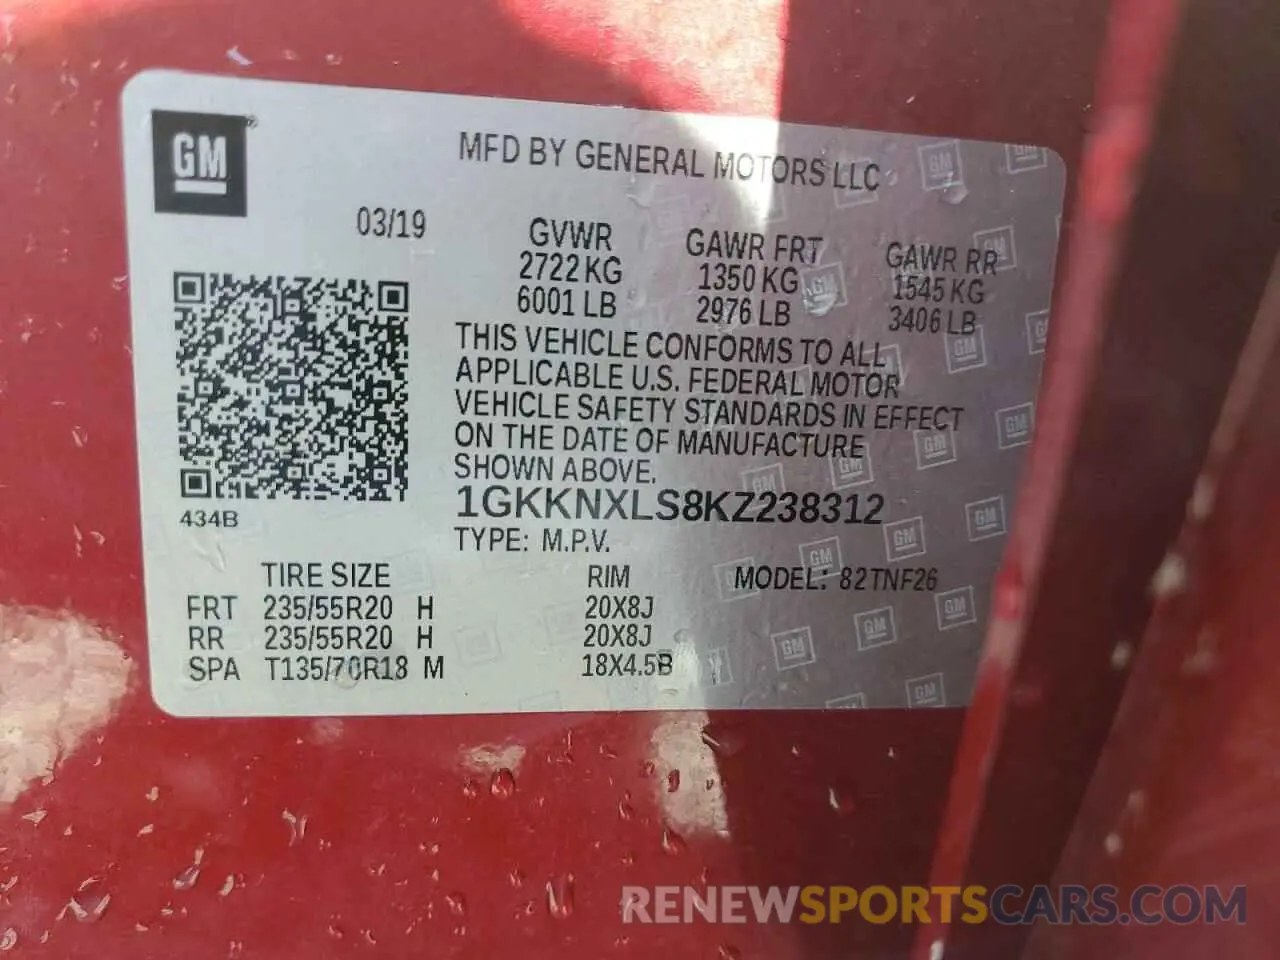 GM
MFD BY GENERAL MOTORS LLC
03/19
GVWR GAWR FRT GAWR RR
2722 KG 1350 KG 1545 KG
6001 LB 2976 LB 3406 LB
THIS VEHICLE CONFORMS TO ALL
APPLICABLE U.S. FEDERAL MOTOR
VEHICLE SAFETY STANDARDS IN EFFECT
ON THE DATE OF MANUFACTURE
SHOWN ABOVE.
1GKKNXLS8KZ238312
434B
TYPE: M.P.V.
TIRE SIZE RIM MODEL: 82TNF26
FRT 235/55R20 H 20X8J
RR 235/55R20 H 20X8J
SPA T135/70R18 M 18X4.5B
RENEWSPORTSCARS.COM